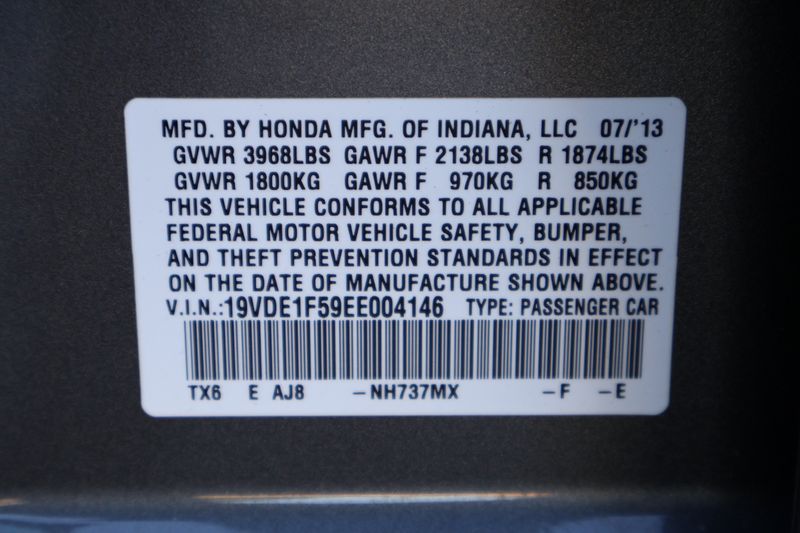 MFD. BY HONDA MFG. OF INDIANA, LLC 07/'13
GVWR 3968LBS GAWR F 2138LBS R 1874LBS
GVWR 1800KG GAWR F 970KG R 850KG
THIS VEHICLE CONFORMS TO ALL APPLICABLE
FEDERAL MOTOR VEHICLE SAFETY, BUMPER,
AND THEFT PREVENTION STANDARDS IN EFFECT
ON THE DATE OF MANUFACTURE SHOWN ABOVE.
V.I.N.:19VDE1F59EE004146 TYPE: PASSENGER CAR
TX6 E AJ8 –NH737MX –F –E